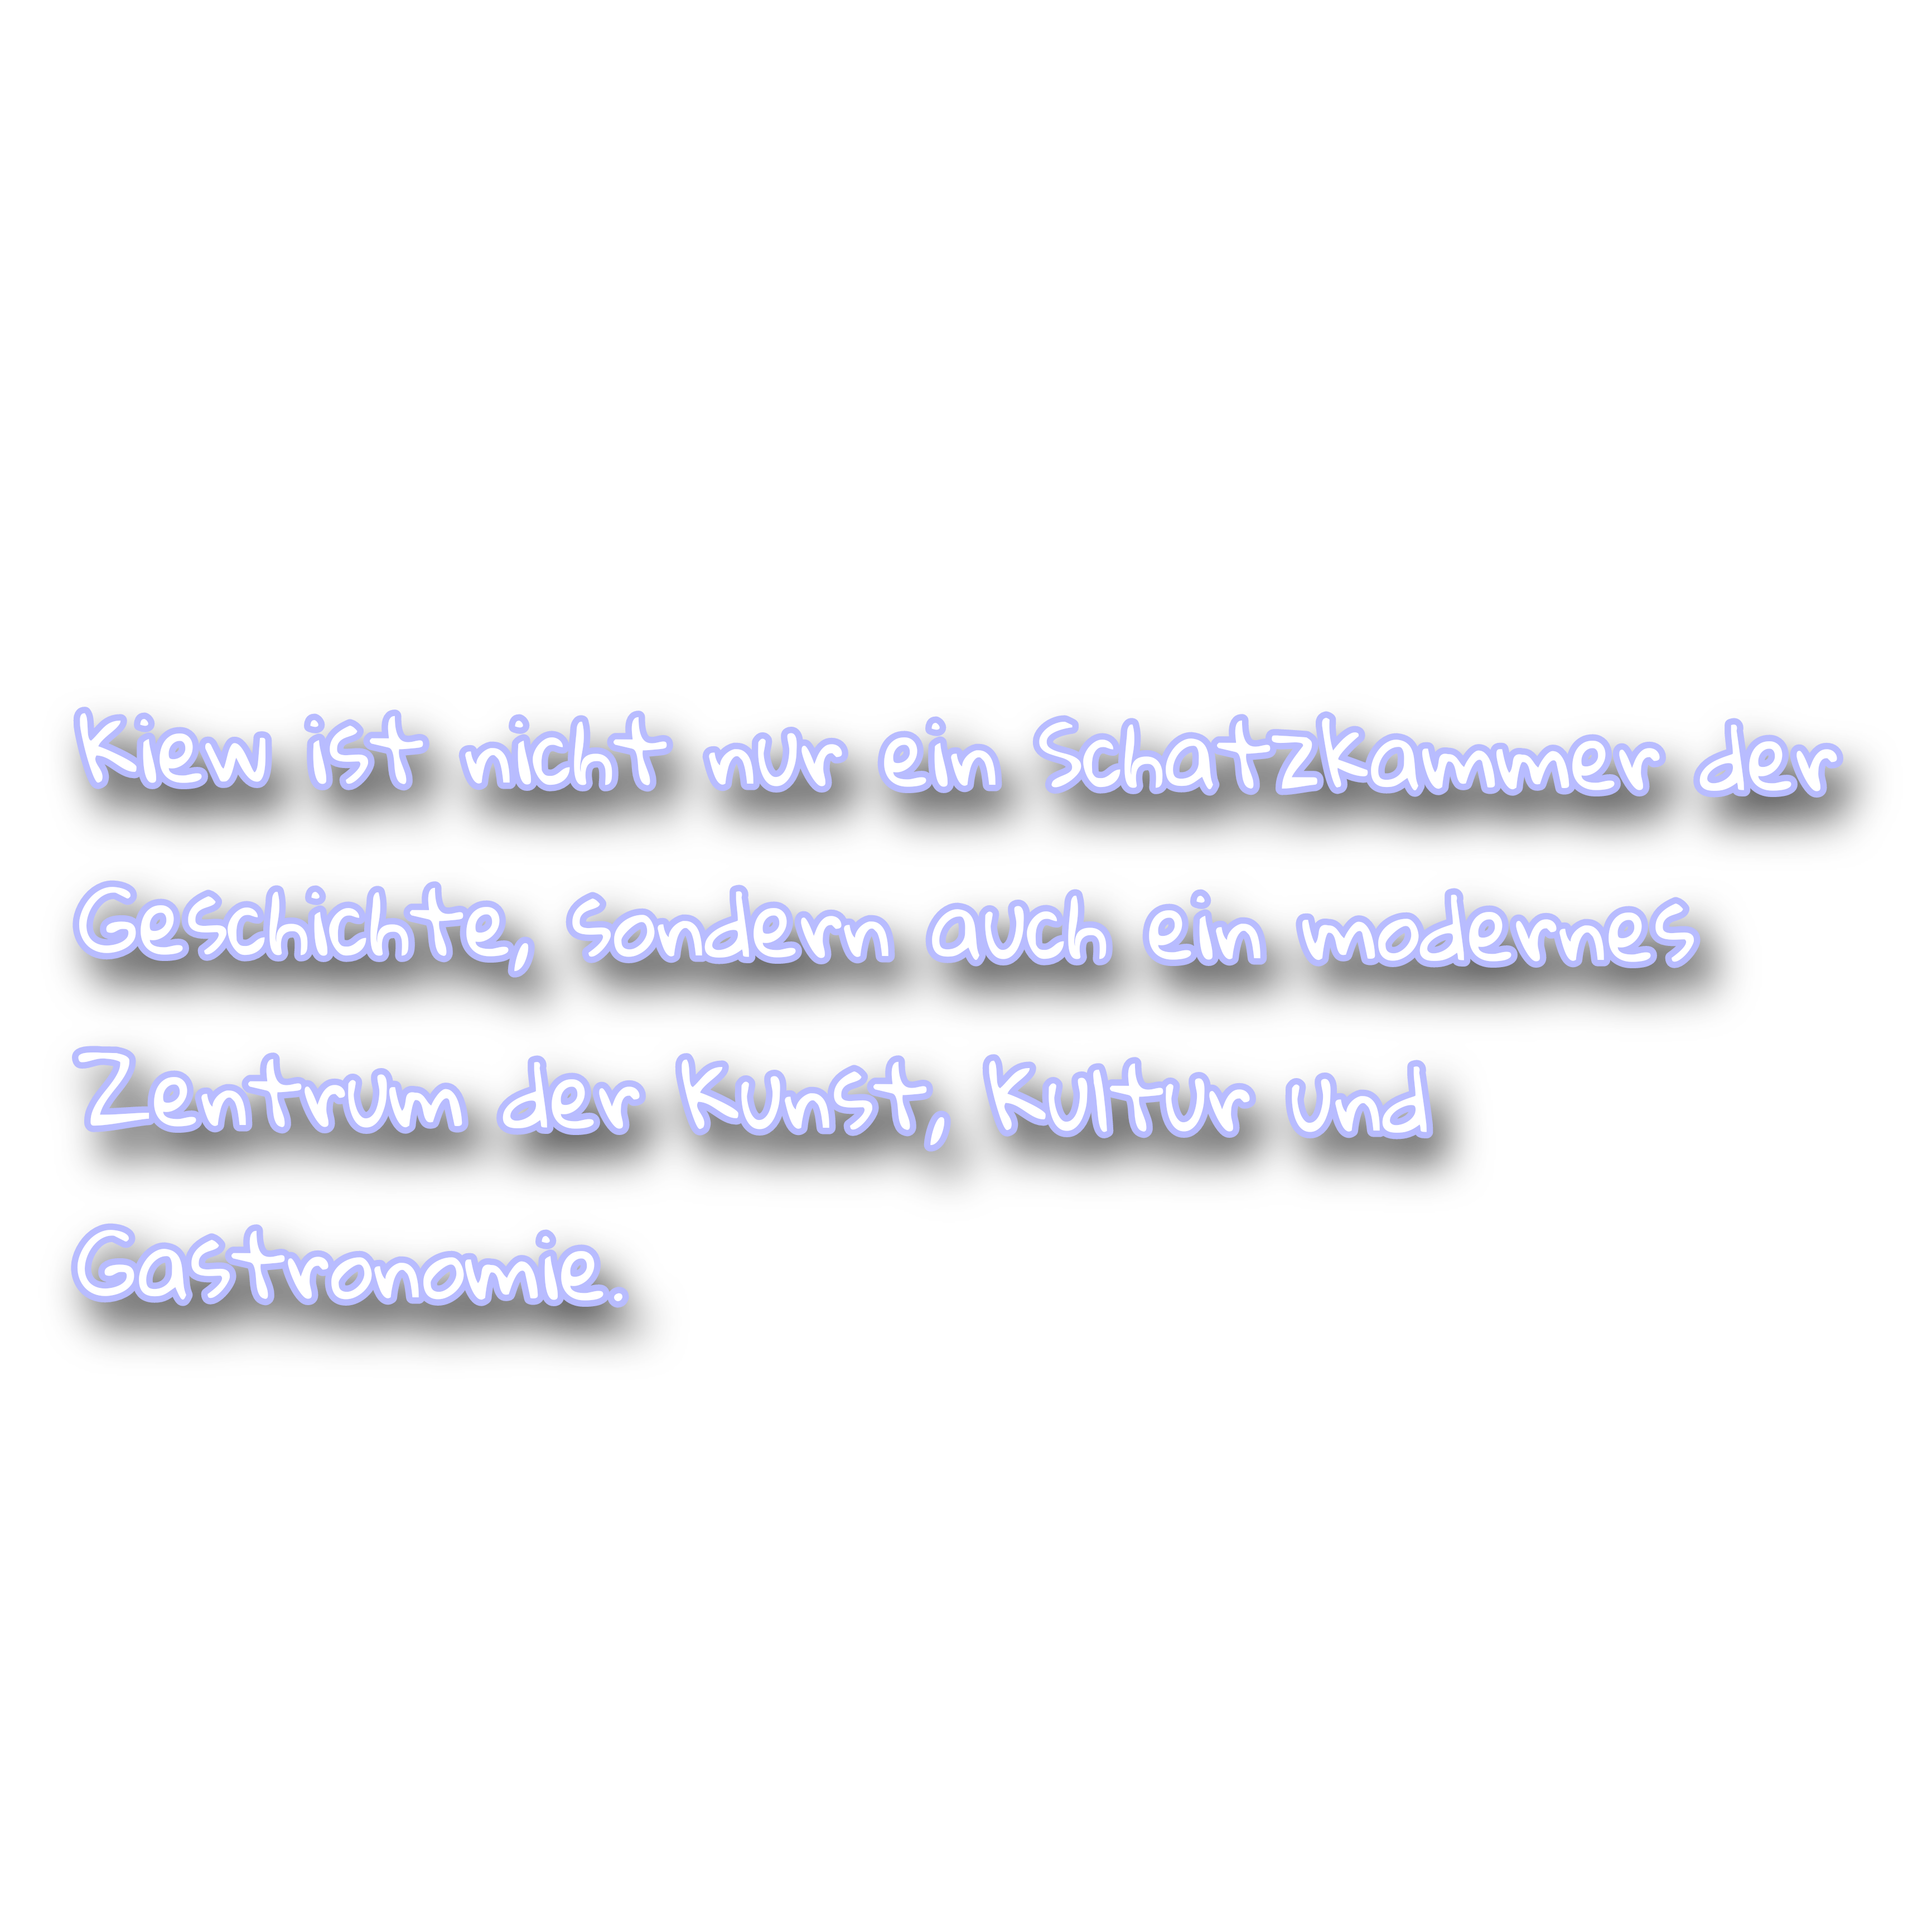 Kiew ist nicht nur ein Schatzkammer der
Geschichte, sondern auch ein modernes
Zentrum der Kunst, Kultur und
Gastronomie.